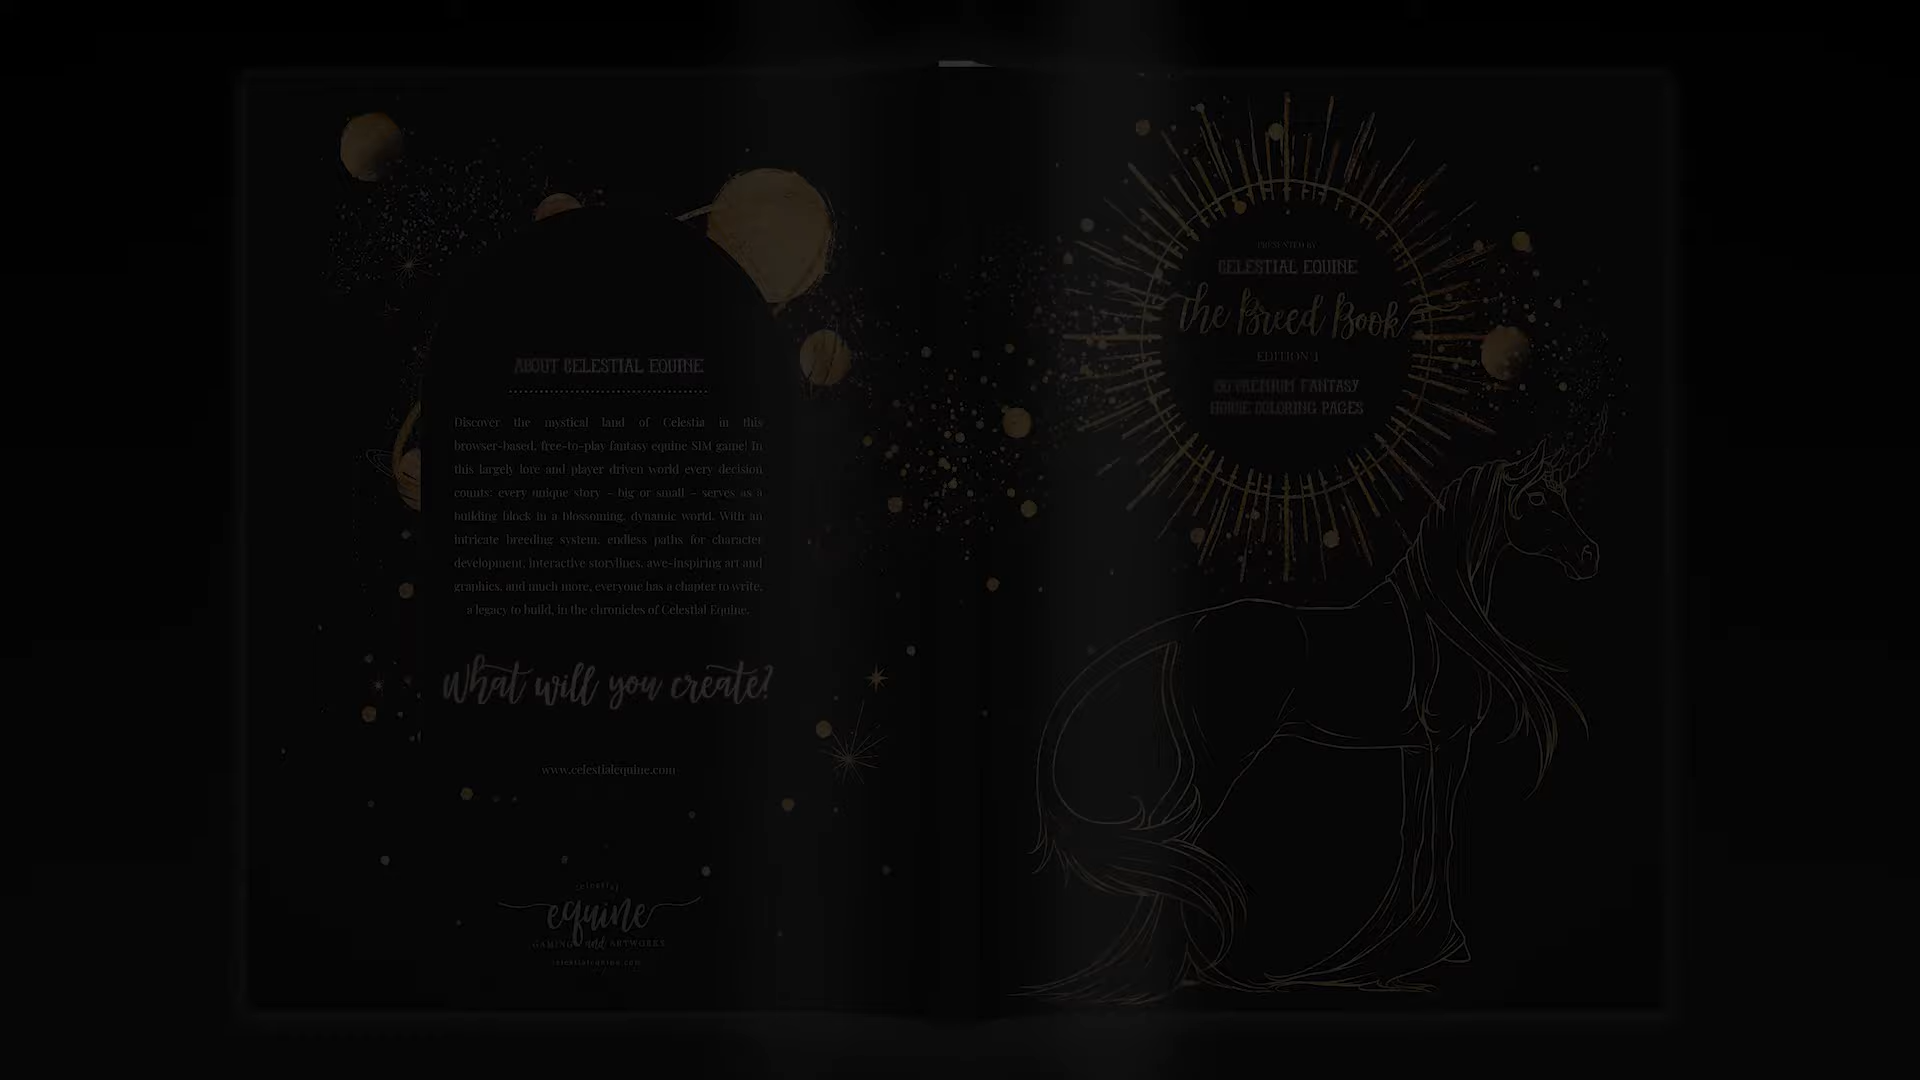 ABOUT CELESTIAL EQUINE
Discover the mystical land of Celestia in this
browser-based, free-to-play fantasy equine SIM game! In
this largely lore and player driven world every decision
counts; every unique story – big or small – serves as a
building block in a blossoming, dynamic world. With an
intricate breeding system, endless paths for character
development, interactive storylines, awe-inspiring art and
graphics, and much more, everyone has a chapter to write,
a legacy to build, in the chronicles of Celestial Equine.
What will you create?
www.celestialequine.com
celestial
equine
GAMING and ARTWORKS
celestialequine.com
PRESENTED BY
CELESTIAL EQUINE
The Breed Book
EDITION 1
PREMIUM FANTASY
HORSE COLORING PAGES